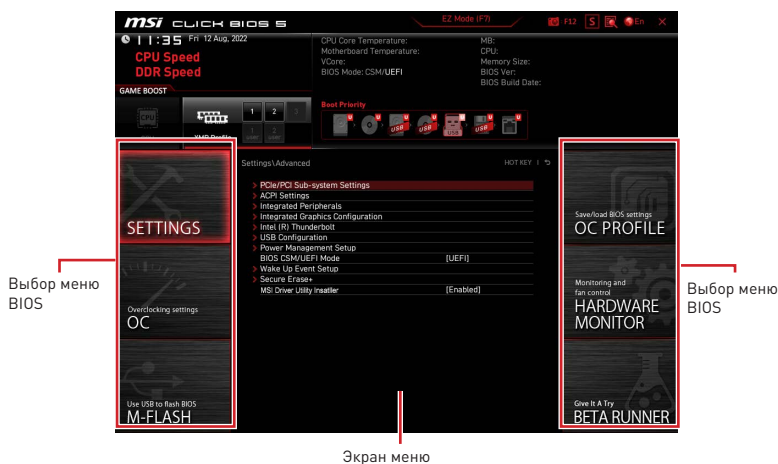 msi CLICK BIOS 5
EZ Mode (F7)
F12
S
En
X
11:35 Fri 12 Aug, 2022
CPU Speed
DDR Speed
CPU Core Temperature:
Motherboard Temperature:
VCore:
BIOS Mode: CSM/UEFI
MB:
CPU:
Memory Size:
BIOS Ver:
BIOS Build Date:
GAME BOOST
CPU
XMP Profile
1
2
3
1
2
Boot Priority
U U U U U U
USB USB USB USB
Settings\Advanced
HOT KEY
PCIe/PCI Sub-system Settings
ACPI Settings
Integrated Peripherals
Integrated Graphics Configuration
Intel (R) Thunderbolt
USB Configuration
Power Management Setup
BIOS CSM/UEFI Mode [UEFI]
Wake Up Event Setup
Secure Erase+
MSI Driver Utility Insatller [Enabled]
SETTINGS
Overclocking settings
OC
Use USB to flash BIOS
M-FLASH
Save/load BIOS settings
OC PROFILE
Monitoring and
fan control
HARDWARE
MONITOR
Give It A Try
BETA RUNNER
Выбор меню
BIOS
Выбор меню
BIOS
Экран меню